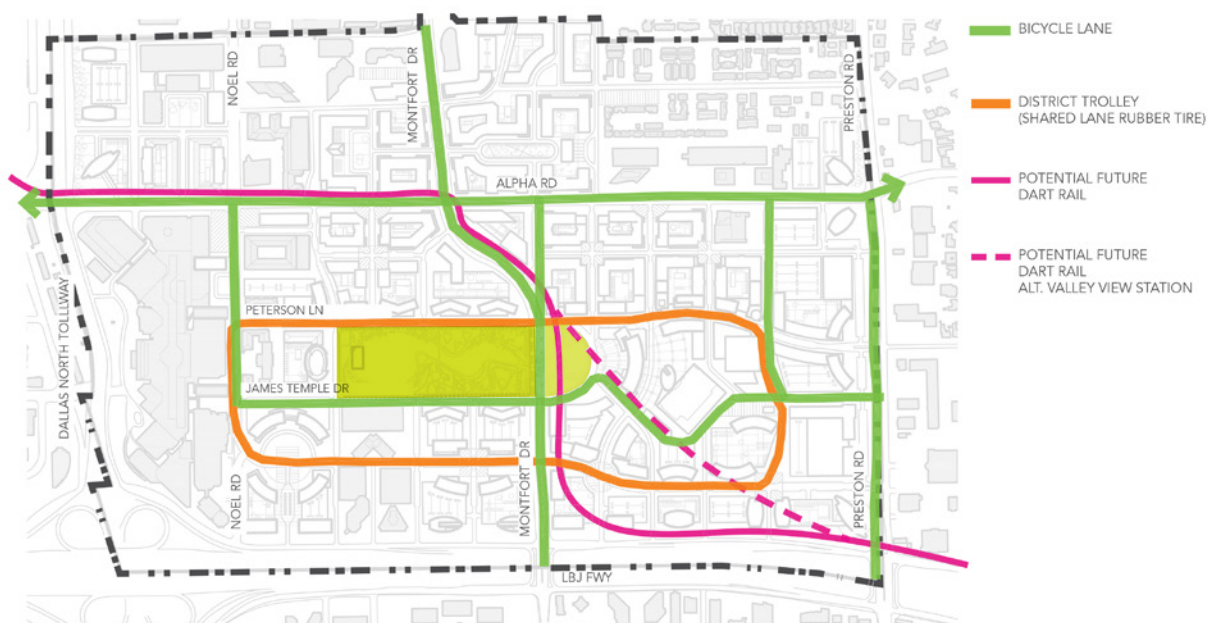 BICYCLE LANE
DISTRICT TROLLEY
(SHARED LANE RUBBER TIRE)
POTENTIAL FUTURE
DART RAIL
POTENTIAL FUTURE
DART RAIL
ALT. VALLEY VIEW STATION
NOEL RD
MONTFORT DR
PRESTON RD
ALPHA RD
PETERSON LN
JAMES TEMPLE DR
DALLAS NORTH TOLLLWAY
NOEL RD
MONTFORT DR
PRESTON RD
LBJ FWY